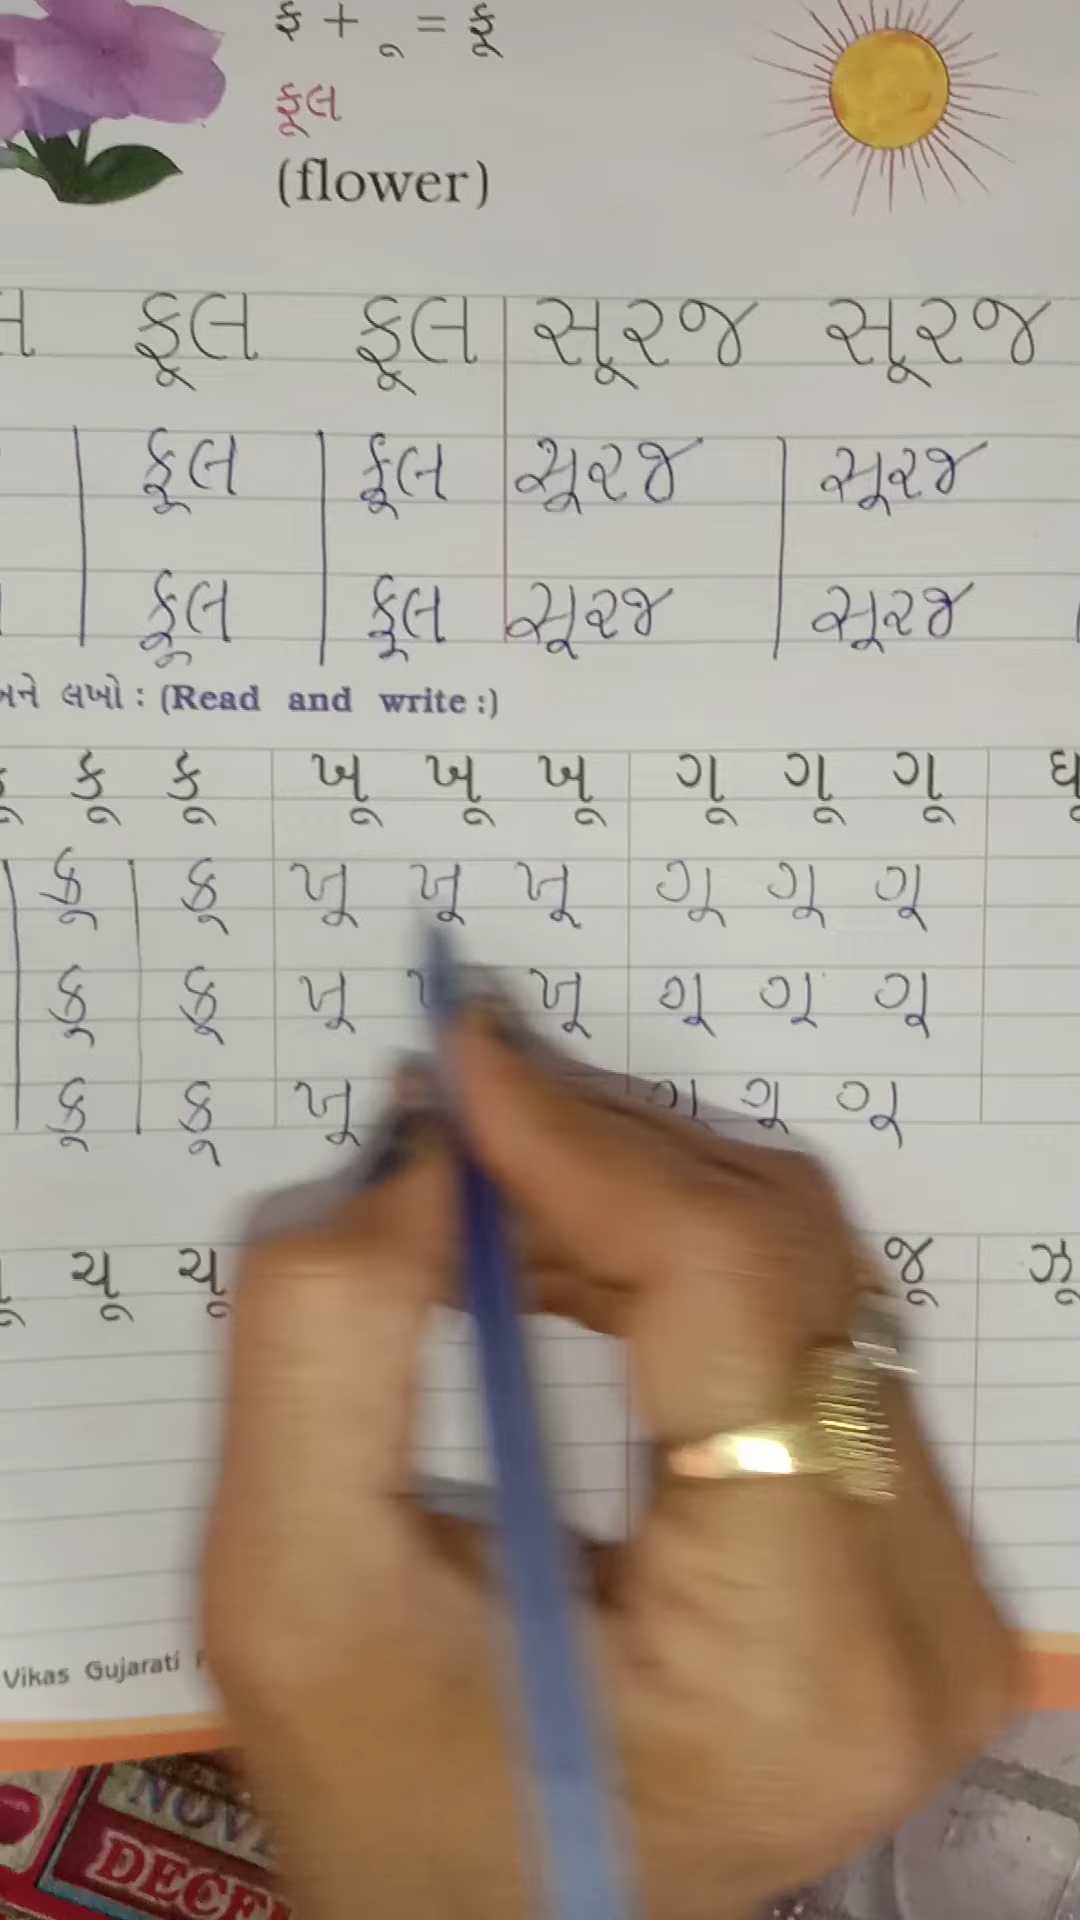 ફ + ૂ = ફૂ
ફૂલ
(flower)
ફૂલ ફૂલ સૂરજ સૂરજ
ફૂલ ફૂલ સૂરજ સૂરજ
ફૂલ ફૂલ સૂરજ સૂરજ
અને લખો : (Read and write :)
કૂ કૂ ખૂ ખૂ ખૂ ગૂ ગૂ ગૂ ઘૂ
કૂ કૂ ખૂ ખૂ ખૂ ગૂ ગૂ ગૂ
કૂ કૂ ખૂ ખૂ ગૂ ગૂ ગૂ
કૂ કૂ ખૂ ગૂ ગૂ ગૂ
ચૂ ચૂ જૂ ઝૂ
Vikas Gujarati